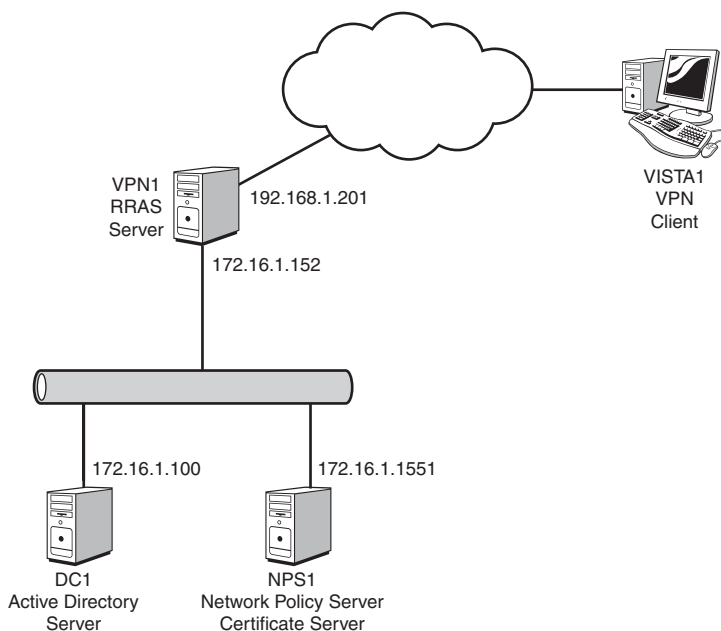 VPN1
RRAS
Server
192.168.1.201
172.16.1.152
VISTA1
VPN
Client
172.16.1.100
172.16.1.1551
DC1
Active Directory
Server
NPS1
Network Policy Server
Certificate Server